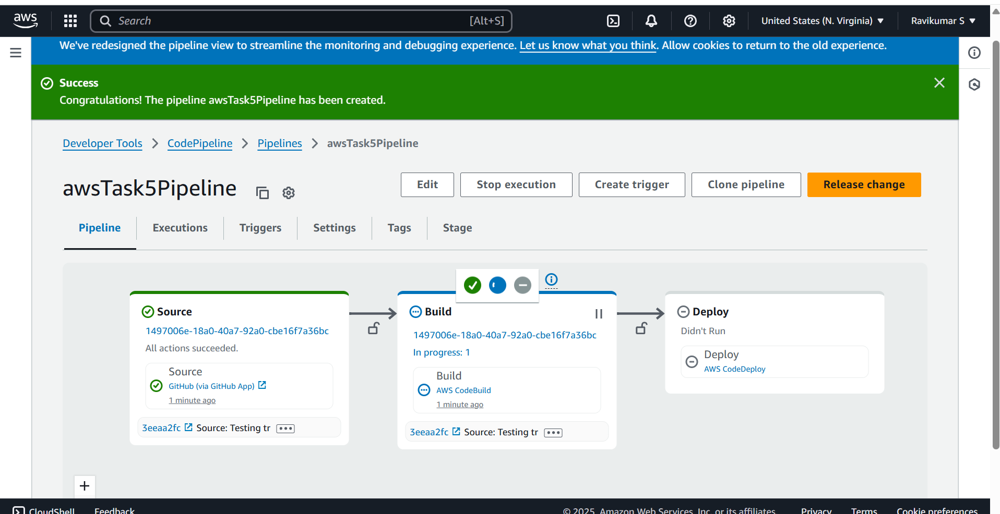 aws
Search [Alt+S]
United States (N. Virginia)
Ravikumar S
We've redesigned the pipeline view to streamline the monitoring and debugging experience. Let us know what you think. Allow cookies to return to the old experience.
Success
Congratulations! The pipeline awsTask5Pipeline has been created.
Developer Tools
CodePipeline
Pipelines
awsTask5Pipeline
awsTask5Pipeline
Edit
Stop execution
Create trigger
Clone pipeline
Release change
Pipeline
Executions
Triggers
Settings
Tags
Stage
Source
1497006e-18a0-40a7-92a0-cbe16f7a36bc
All actions succeeded.
Source
GitHub (via GitHub App)
1 minute ago
3eeaa2fc Source: Testing tr
Build
1497006e-18a0-40a7-92a0-cbe16f7a36bc
In progress: 1
Build
AWS CodeBuild
1 minute ago
3eeaa2fc Source: Testing tr
Deploy
Didn't Run
Deploy
AWS CodeDeploy
CloudShell
Feedback
© 2025, Amazon Web Services, Inc. or its affiliates.
Privacy
Terms
Cookie preferences